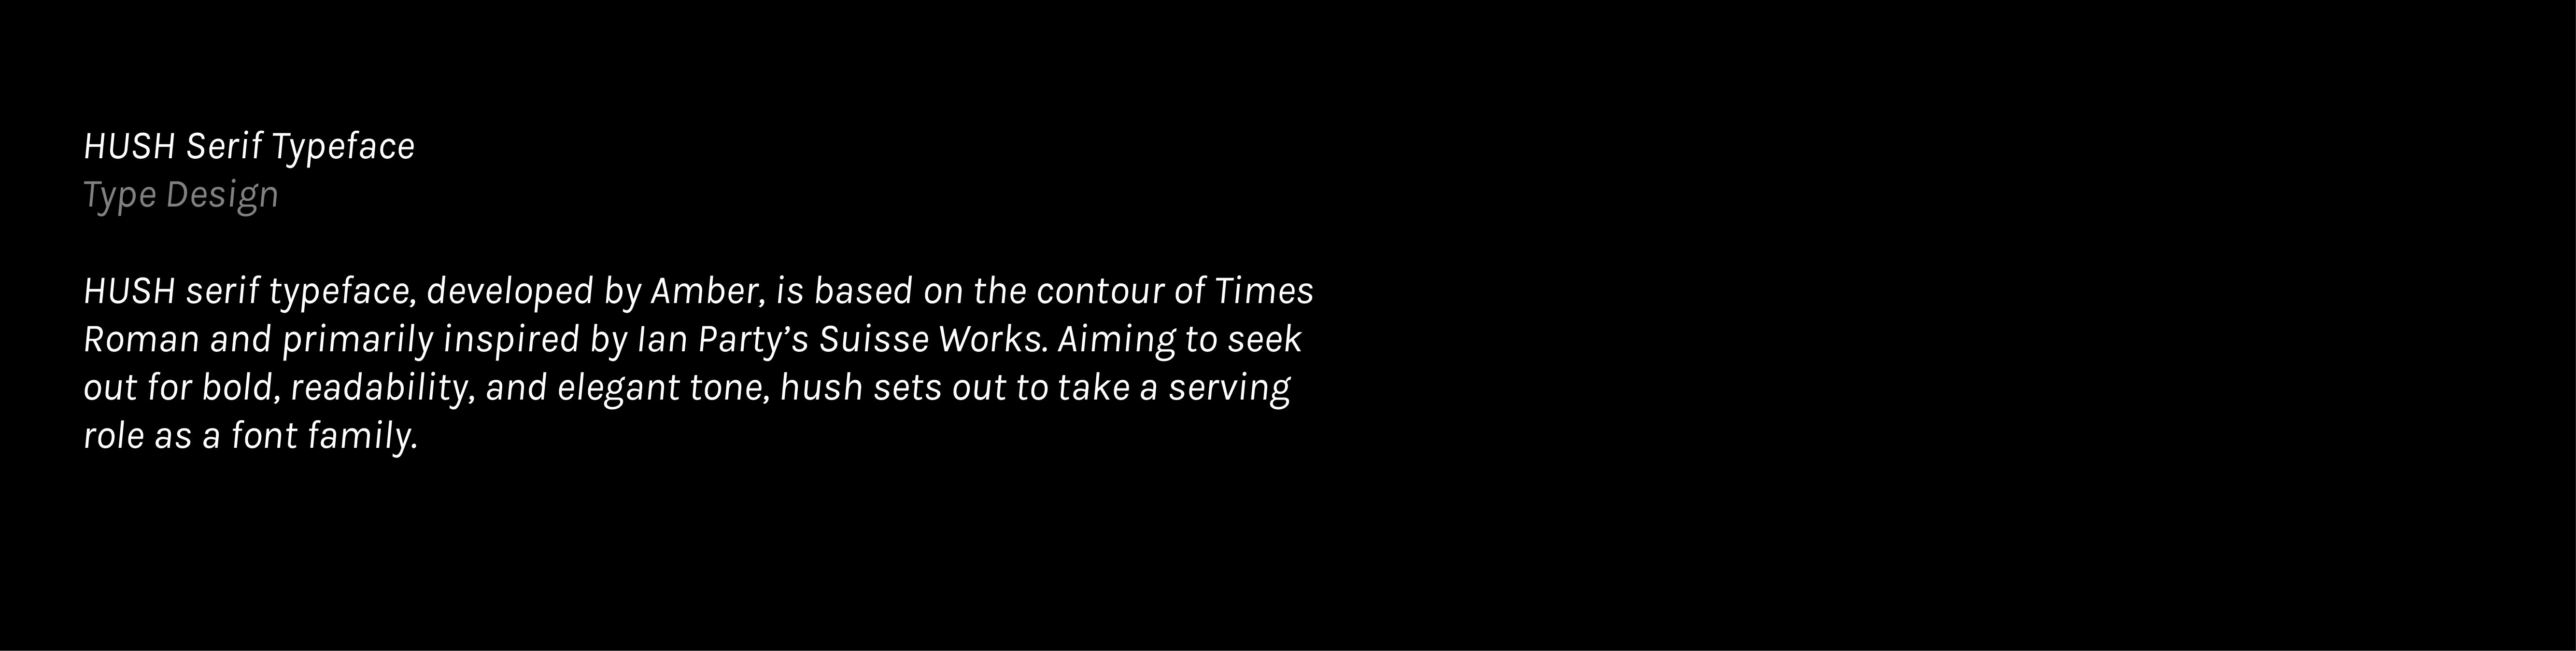 HUSH Serif Typeface
Type Design
HUSH serif typeface, developed by Amber, is based on the contour of Times
Roman and primarily inspired by Ian Party’s Suisse Works. Aiming to seek
out for bold, readability, and elegant tone, hush sets out to take a serving
role as a font family.